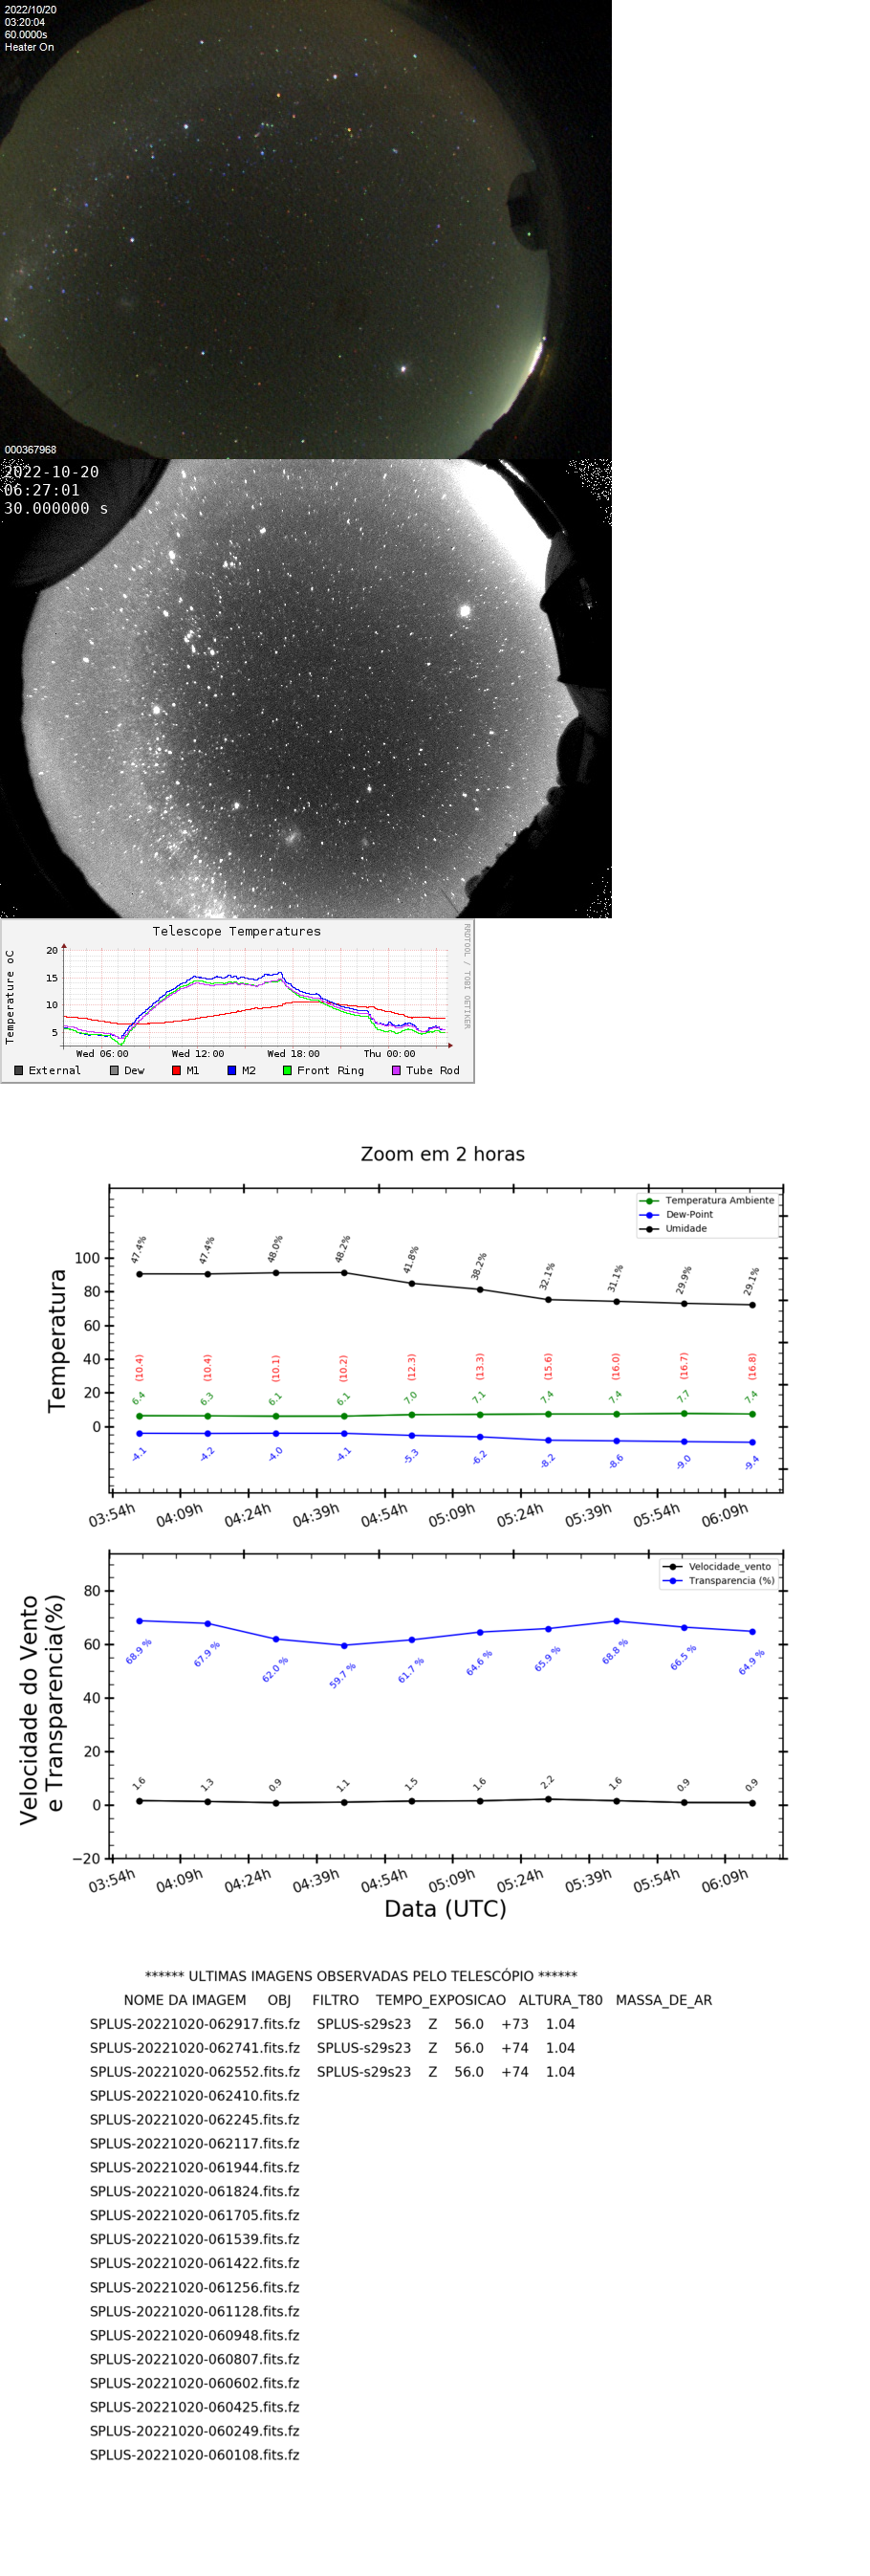 2022/10/20
03:20:04
60.0000s
Heater On
000367968
2022-10-20
06:27:01
30.000000 s
Telescope Temperatures
RRDTOOL / TOBI OETIKER
Temperature oC
20
15
10
5
Wed 06:00 Wed 12:00 Wed 18:00 Thu 00:00
External Dew M1 M2 Front Ring Tube Rod
Zoom em 2 horas
Temperatura Ambiente
Dew-Point
Umidade
Temperatura
100
80
60
40
20
0
47.4% 47.4% 48.0% 48.2% 41.8% 38.2% 32.1% 31.1% 29.9% 29.1%
(10.4) (10.4) (10.1) (10.2) (12.3) (13.3) (15.6) (16.0) (16.7) (16.8)
6.4 6.3 6.1 6.1 7.0 7.1 7.4 7.4 7.7 7.4
-4.1 -4.2 -4.0 -4.1 -5.3 -6.2 -8.2 -8.6 -9.0 -9.4
03:54h 04:09h 04:24h 04:39h 04:54h 05:09h 05:24h 05:39h 05:54h 06:09h
Velocidade_vento
Transparencia (%)
Velocidade do Vento
e Transparencia(%)
80
60
40
20
0
−20
68.9 % 67.9 % 62.0 % 59.7 % 61.7 % 64.6 % 65.9 % 68.8 % 66.5 % 64.9 %
1.6 1.3 0.9 1.1 1.5 1.6 2.2 1.6 0.9 0.9
03:54h 04:09h 04:24h 04:39h 04:54h 05:09h 05:24h 05:39h 05:54h 06:09h
Data (UTC)
****** ULTIMAS IMAGENS OBSERVADAS PELO TELESCÓPIO ******
NOME DA IMAGEM OBJ FILTRO TEMPO_EXPOSICAO ALTURA_T80 MASSA_DE_AR
SPLUS-20221020-062917.fits.fz SPLUS-s29s23 Z 56.0 +73 1.04
SPLUS-20221020-062741.fits.fz SPLUS-s29s23 Z 56.0 +74 1.04
SPLUS-20221020-062552.fits.fz SPLUS-s29s23 Z 56.0 +74 1.04
SPLUS-20221020-062410.fits.fz
SPLUS-20221020-062245.fits.fz
SPLUS-20221020-062117.fits.fz
SPLUS-20221020-061944.fits.fz
SPLUS-20221020-061824.fits.fz
SPLUS-20221020-061705.fits.fz
SPLUS-20221020-061539.fits.fz
SPLUS-20221020-061422.fits.fz
SPLUS-20221020-061256.fits.fz
SPLUS-20221020-061128.fits.fz
SPLUS-20221020-060948.fits.fz
SPLUS-20221020-060807.fits.fz
SPLUS-20221020-060602.fits.fz
SPLUS-20221020-060425.fits.fz
SPLUS-20221020-060249.fits.fz
SPLUS-20221020-060108.fits.fz